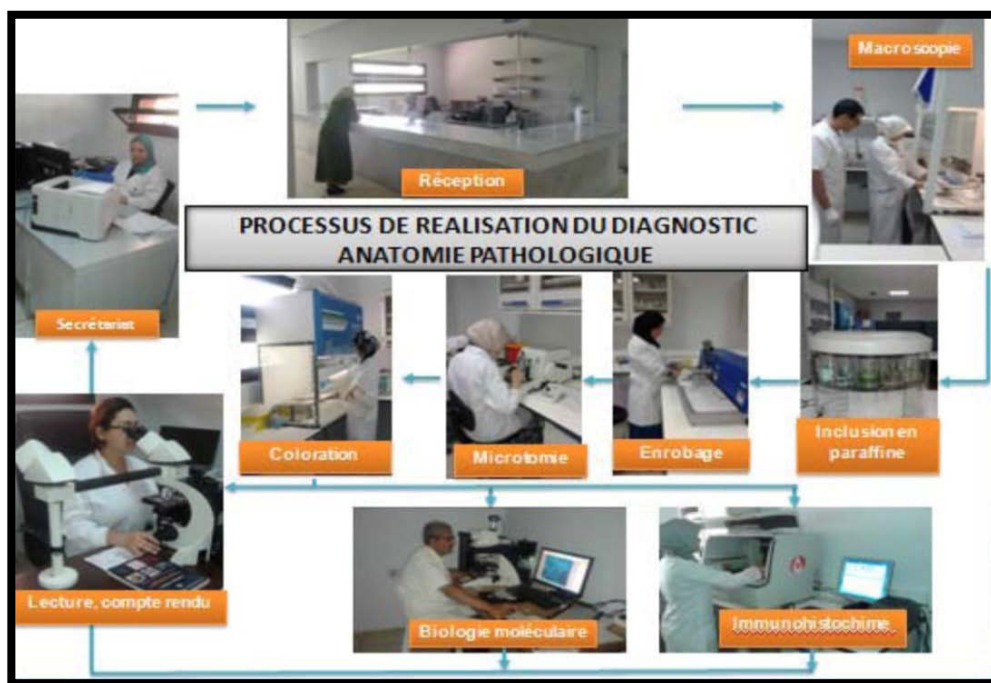 Macroscopie
Réception
PROCESSUS DE REALISATION DU DIAGNOSTIC
ANATOMIE PATHOLOGIQUE
Secrétariat
Coloration
Microtomie
Enrobage
Inclusion en
paraffine
Lecture, compte rendu
Biologie moléculaire
Immunohistochime